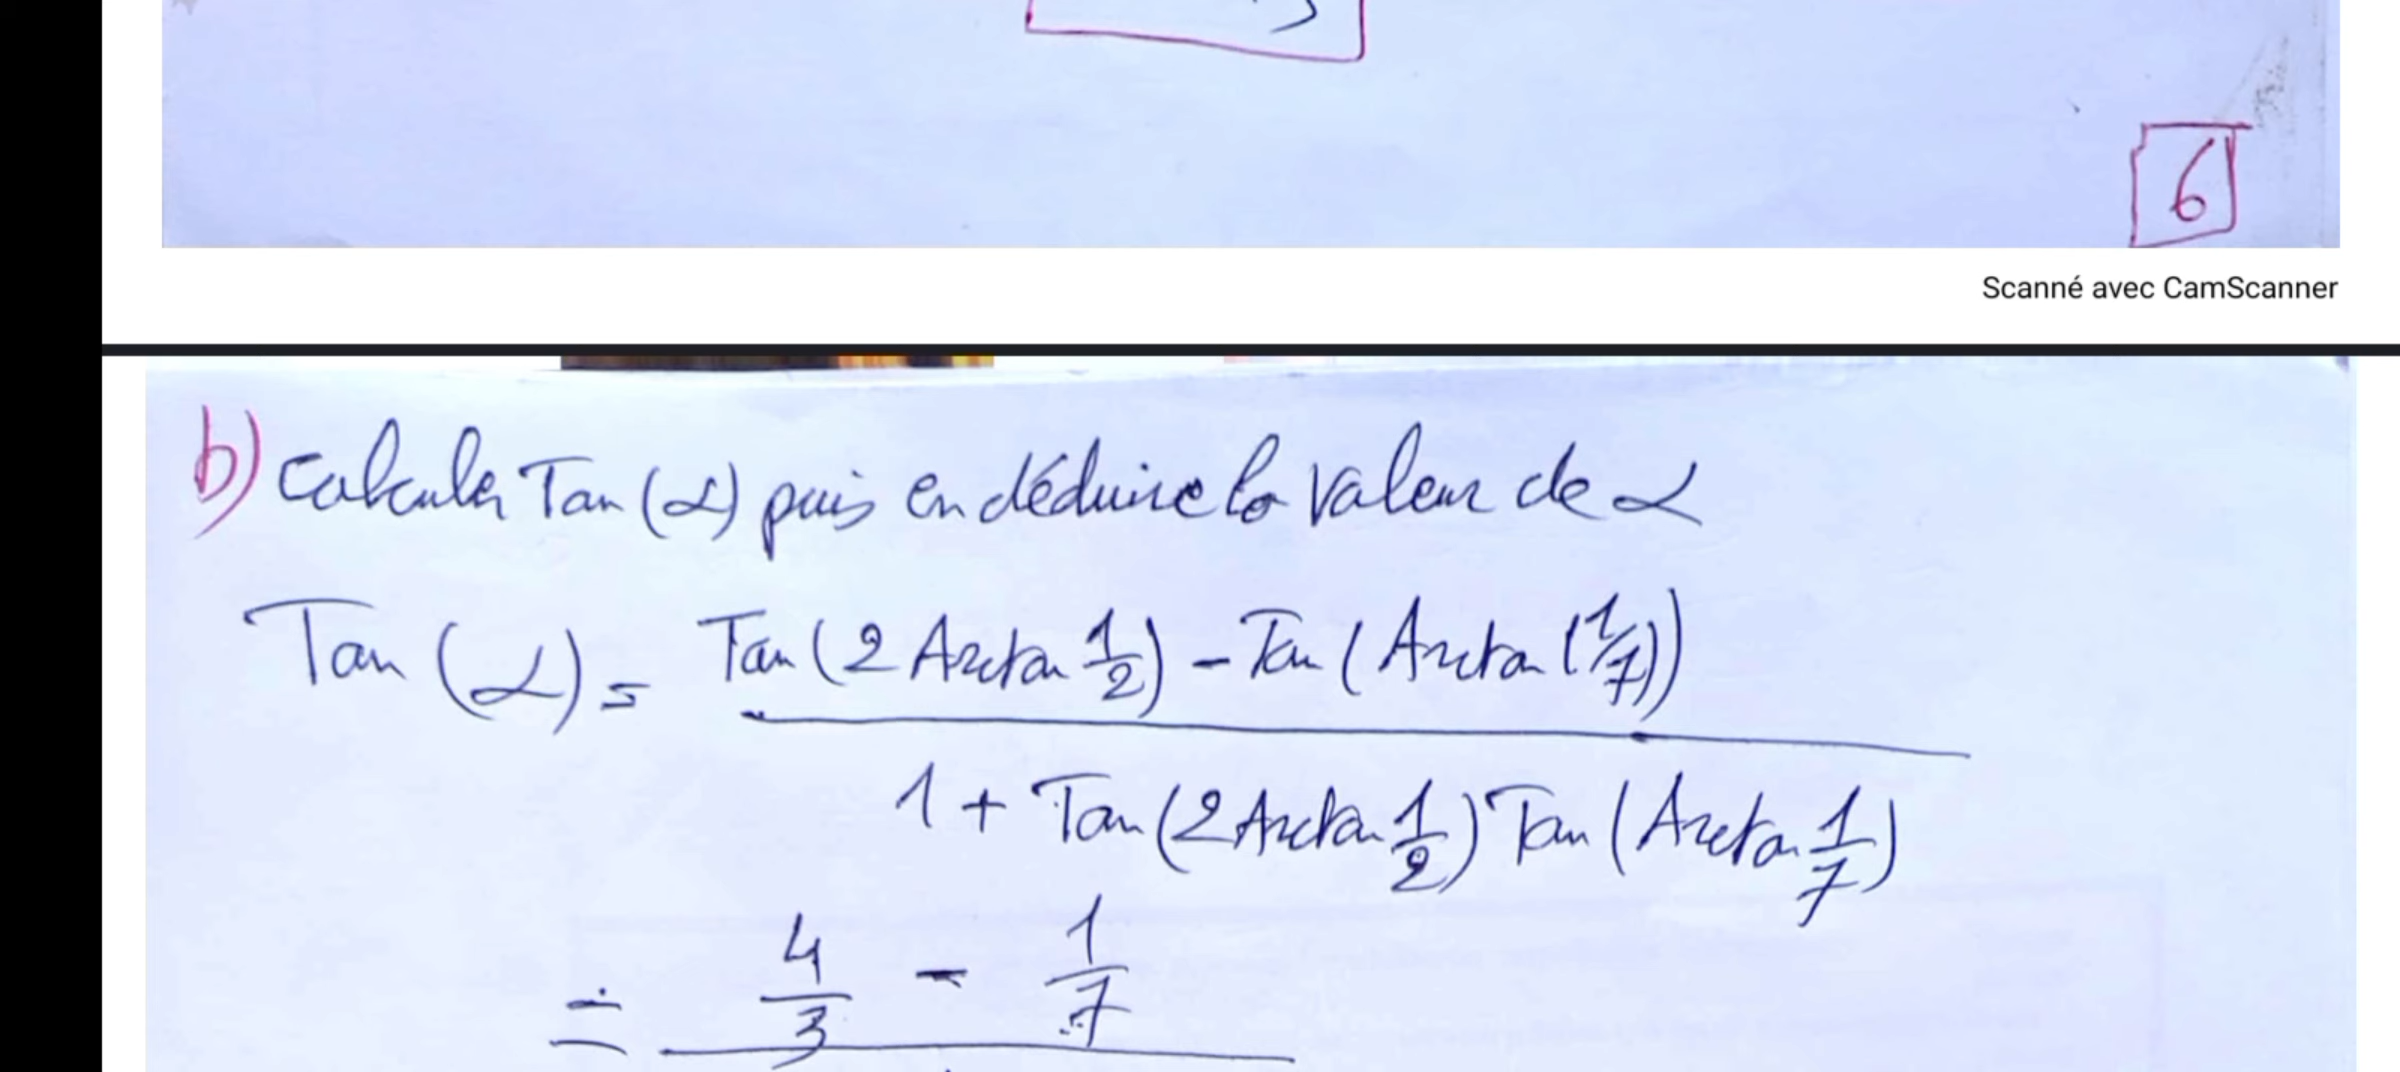 6
Scanné avec CamScanner
b) Calculer Tan (α) puis en déduire la valeur de α
Tan (α) = Tan (2 Arctan 1/2) - Tan (Arctan (1/7))
1 + Tan (2 Arctan 1/2) Tan (Arctan 1/7)
= 4/3 - 1/7